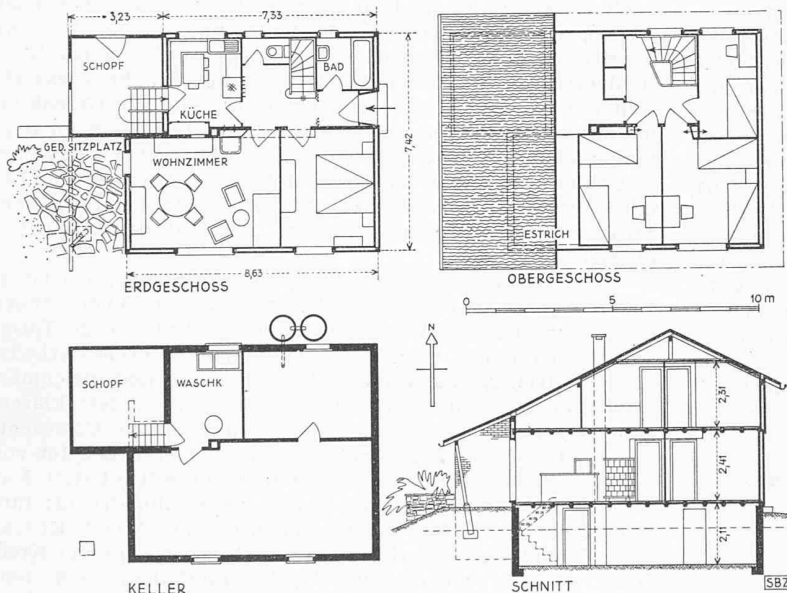 3,23
7,33
SCHOPF
BAD
KÜCHE
7,42
GED. SITZPLATZ
WOHNZIMMER
8,63
ERDGESCHOSS
ESTRICH
OBERGESCHOSS
0 5 10 m
N
SCHOPF
WASCHK.
KELLER
2,31
2,41
2,11
SCHNITT
SBZ